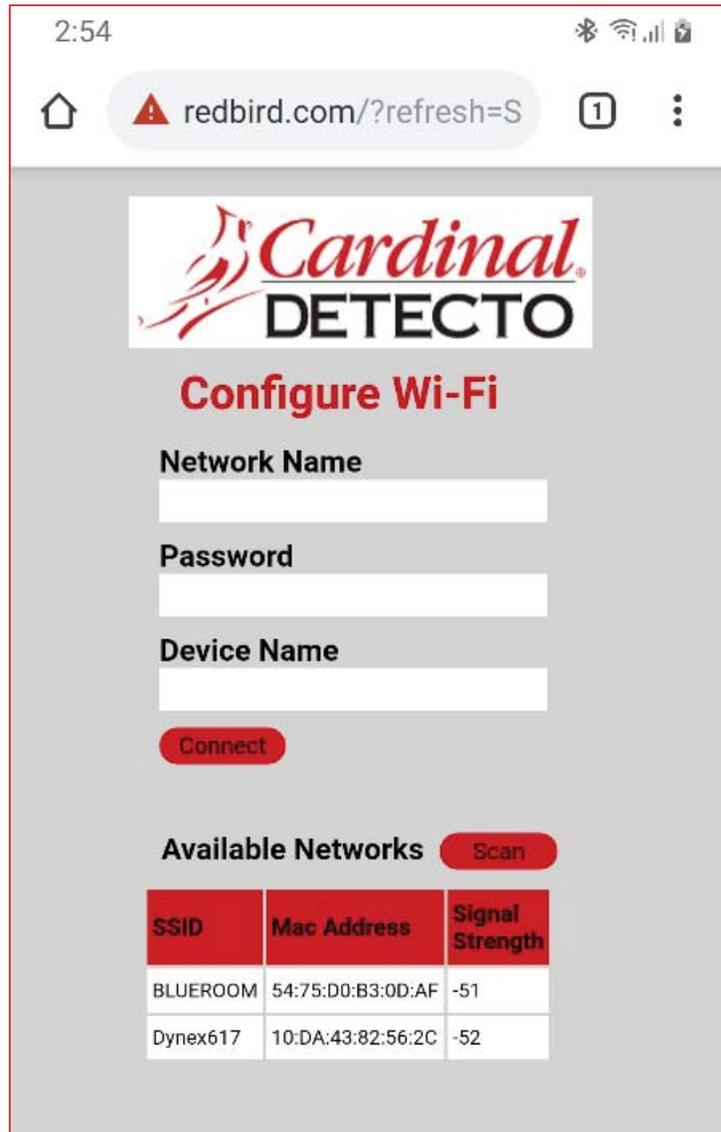 2:54
redbird.com/?refresh=S
1
Cardinal®
DETECTO
Configure Wi-Fi
Network Name
Password
Device Name
Connect
Available Networks Scan
SSID Mac Address Signal Strength
BLUEROOM 54:75:D0:B3:0D:AF -51
Dynex617 10:DA:43:82:56:2C -52